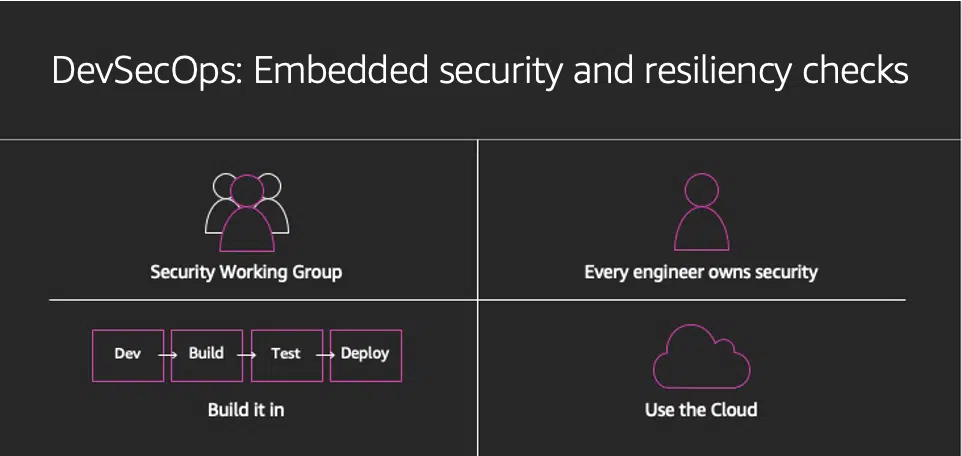 DevSecOps: Embedded security and resiliency checks
Security Working Group
Every engineer owns security
Dev
Build
Test
Deploy
Build it in
Use the Cloud